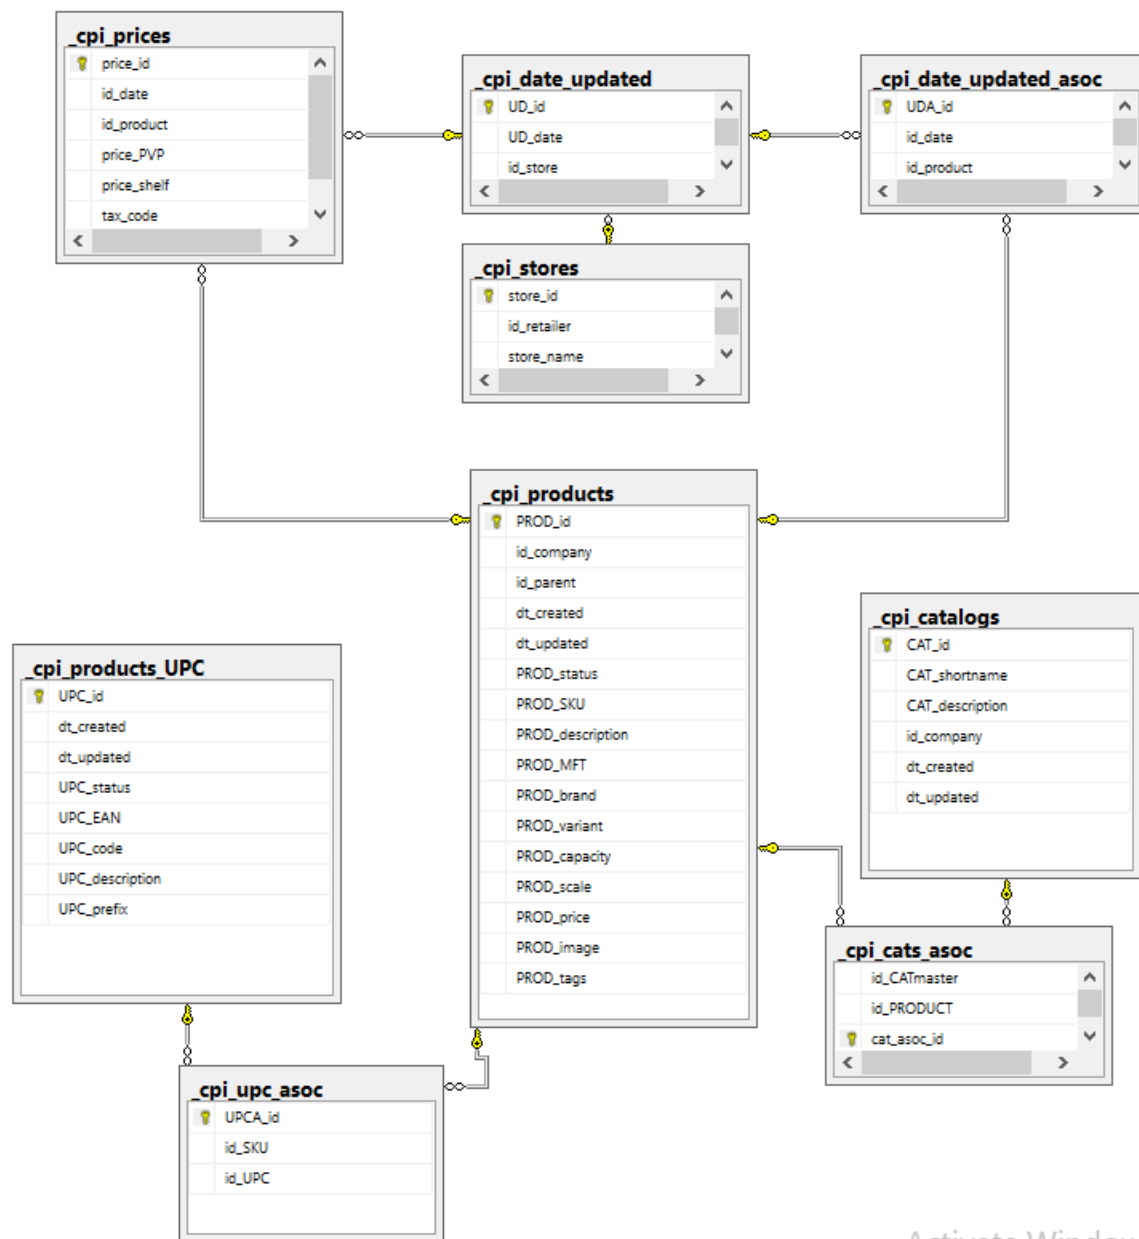 _cpi_prices
price_id
id_date
id_product
price_PVP
price_shelf
tax_code
_cpi_date_updated
UD_id
UD_date
id_store
_cpi_date_updated_asoc
UDA_id
id_date
id_product
_cpi_stores
store_id
id_retailer
store_name
_cpi_products
PROD_id
id_company
id_parent
dt_created
dt_updated
PROD_status
PROD_SKU
PROD_description
PROD_MFT
PROD_brand
PROD_variant
PROD_capacity
PROD_scale
PROD_price
PROD_image
PROD_tags
_cpi_catalogs
CAT_id
CAT_shortname
CAT_description
id_company
dt_created
dt_updated
_cpi_products_UPC
UPC_id
dt_created
dt_updated
UPC_status
UPC_EAN
UPC_code
UPC_description
UPC_prefix
_cpi_cats_asoc
id_CATmaster
id_PRODUCT
cat_asoc_id
_cpi_upc_asoc
UPCA_id
id_SKU
id_UPC